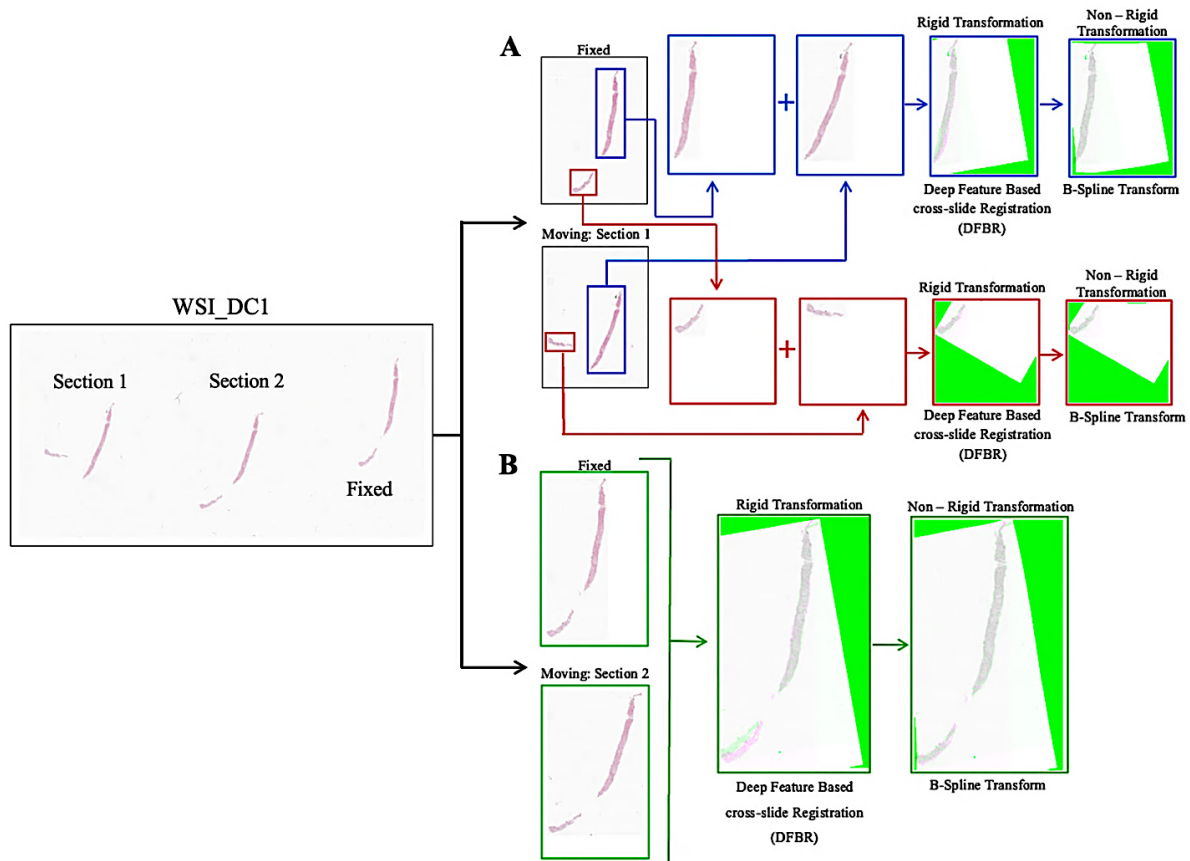 A
Fixed
Rigid Transformation
Non – Rigid
Transformation
+
Deep Feature Based
cross-slide Registration
(DFBR)
B-Spline Transform
Moving: Section 1
Rigid Transformation
Non – Rigid
Transformation
+
Deep Feature Based
cross-slide Registration
(DFBR)
B-Spline Transform
WSI_DC1
Section 1
Section 2
Fixed
B
Fixed
Rigid Transformation
Non – Rigid Transformation
Moving: Section 2
Deep Feature Based
cross-slide Registration
(DFBR)
B-Spline Transform